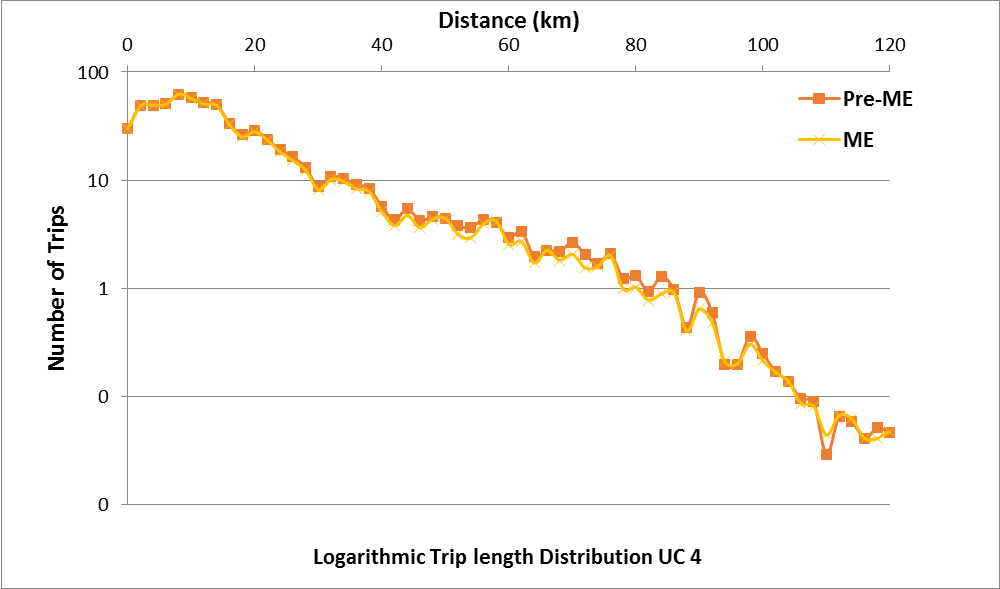 Distance (km)
0 20 40 60 80 100 120
100
10
1
0
0
Number of Trips
Pre-ME
ME
Logarithmic Trip length Distribution UC 4